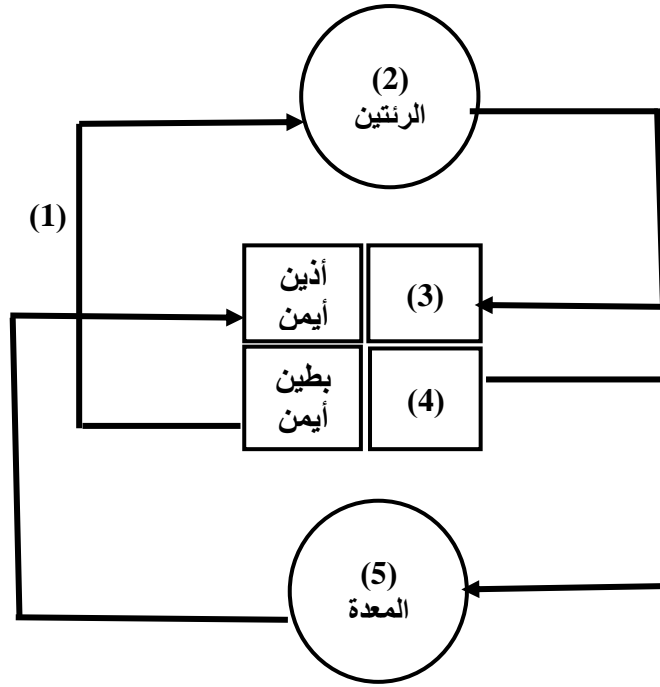 (2)
الرئتين
(1)
أذين
أيمن
(3)
بطين
أيمن
(4)
(5)
المعدة